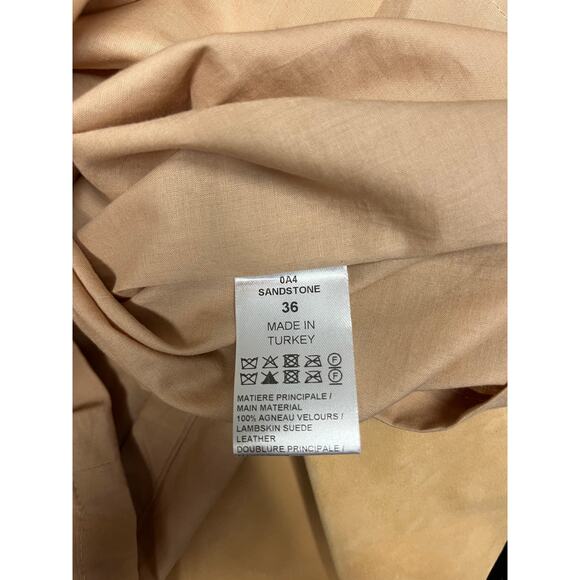 0A4
SANDSTONE
36
MADE IN
TURKEY
F
F
MATIERE PRINCIPALE /
MAIN MATERIAL
100% AGNEAU VELOURS /
LAMBSKIN SUEDE
LEATHER
DOUBLURE PRINCIPALE /